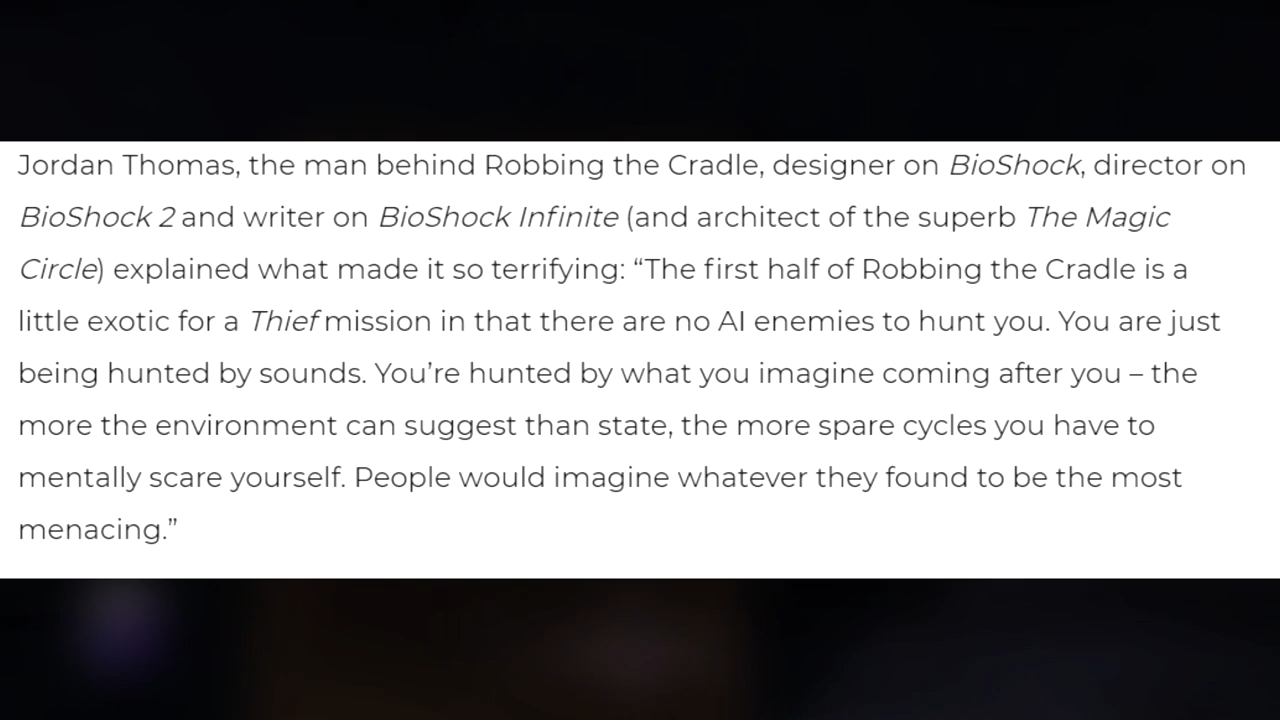 Jordan Thomas, the man behind Robbing the Cradle, designer on BioShock, director on
BioShock 2 and writer on BioShock Infinite (and architect of the superb The Magic
Circle) explained what made it so terrifying: “The first half of Robbing the Cradle is a
little exotic for a Thief mission in that there are no AI enemies to hunt you. You are just
being hunted by sounds. You’re hunted by what you imagine coming after you – the
more the environment can suggest than state, the more spare cycles you have to
mentally scare yourself. People would imagine whatever they found to be the most
menacing.”